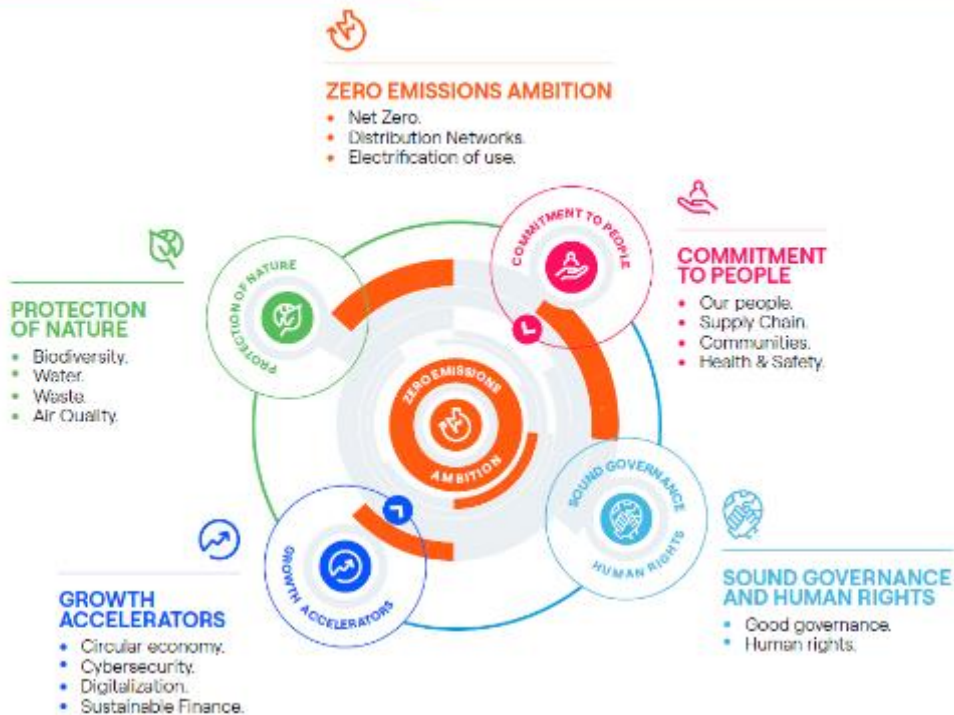 ZERO EMISSIONS AMBITION
• Net Zero.
• Distribution Networks.
• Electrification of use.
COMMITMENT TO PEOPLE
COMMITMENT
TO PEOPLE
• Our people.
• Supply Chain.
• Communities.
• Health & Safety.
PROTECTION OF NATURE
PROTECTION
OF NATURE
• Biodiversity.
• Water.
• Waste.
• Air Quality.
ZERO EMISSIONS
AMBITION
SOUND GOVERNANCE
HUMAN RIGHTS
SOUND GOVERNANCE
AND HUMAN RIGHTS
• Good governance.
• Human rights.
GROWTH ACCELERATORS
GROWTH
ACCELERATORS
• Circular economy.
• Cybersecurity.
• Digitalization.
• Sustainable Finance.